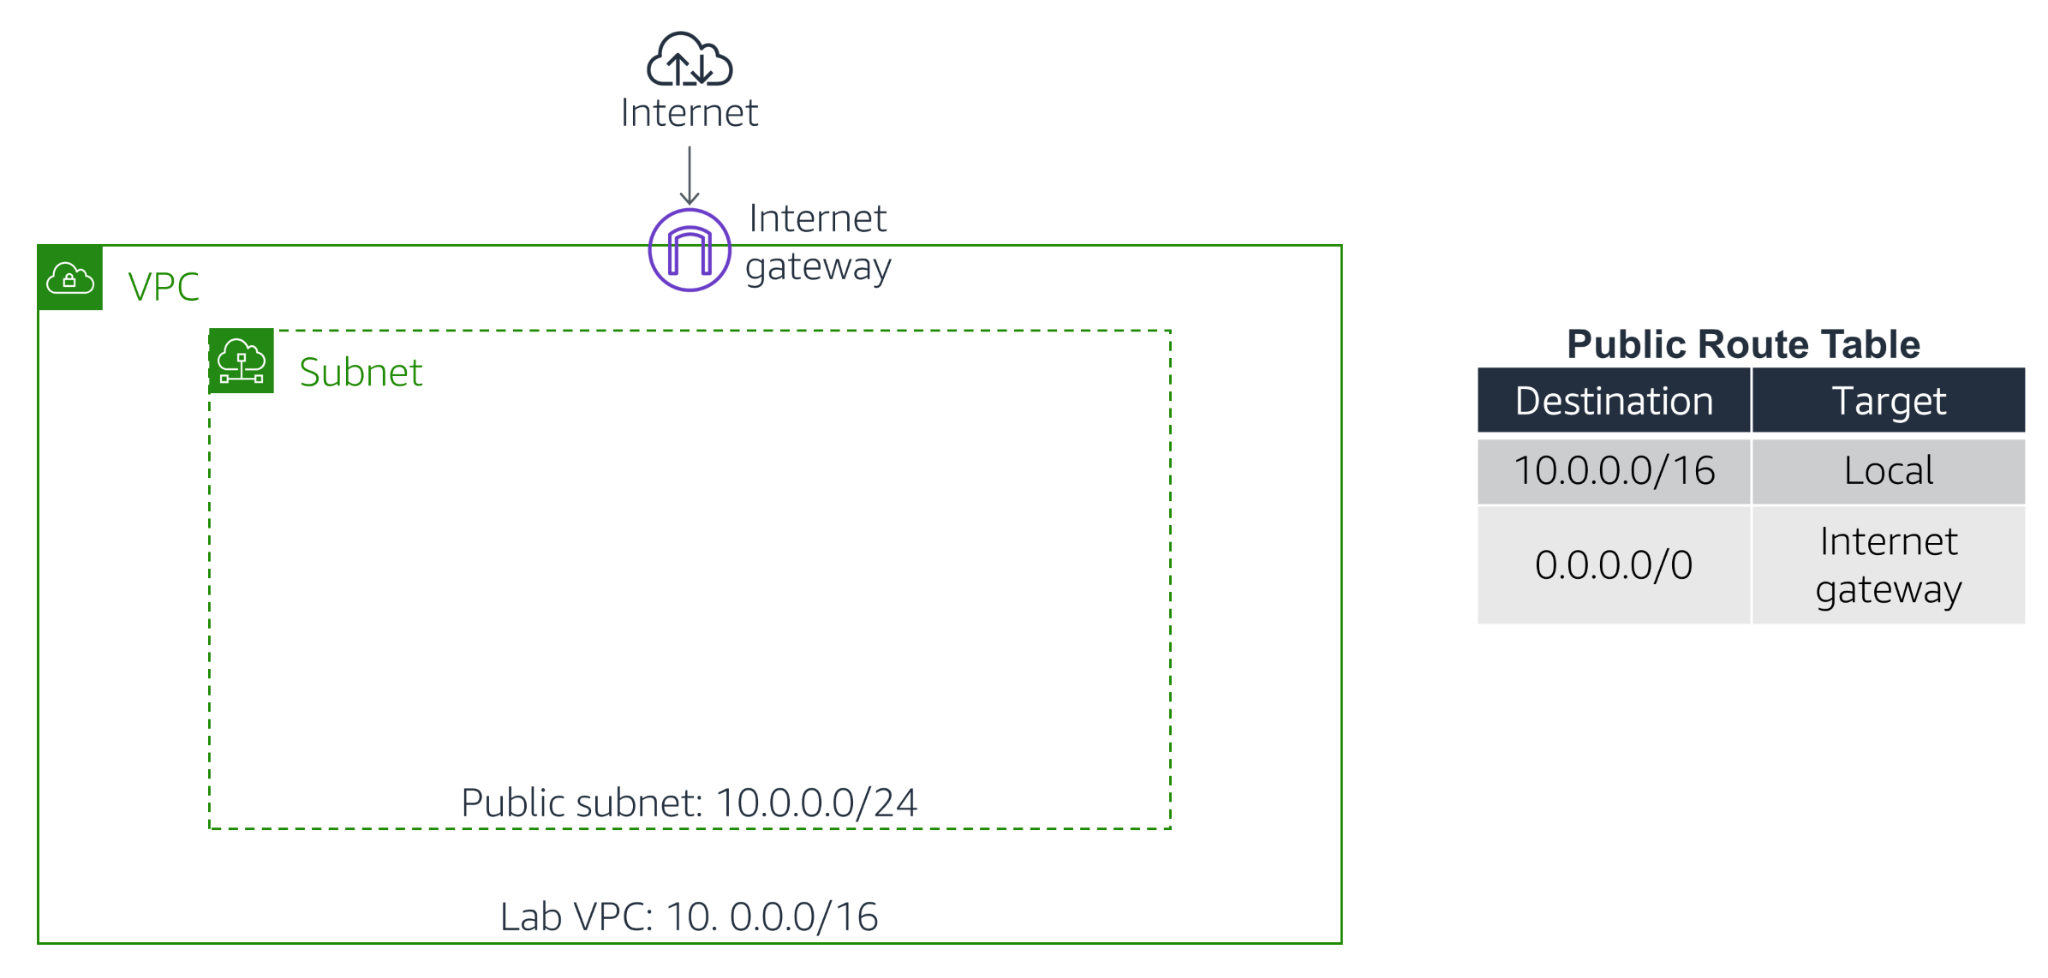 Internet
Internet
gateway
VPC
Subnet
Public subnet: 10.0.0.0/24
Lab VPC: 10. 0.0.0/16
Public Route Table
Destination Target
10.0.0.0/16 Local
0.0.0.0/0 Internet
gateway